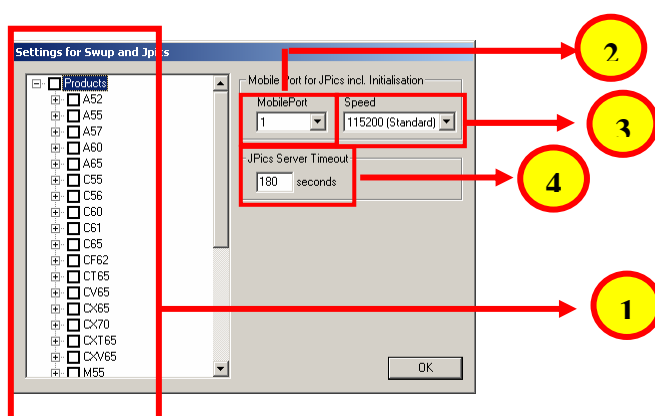 Settings for Swup and Jpics
Products
A52
A55
A57
A60
A65
C55
C56
C60
C61
C65
CF62
CT65
CV65
CX65
CX70
CXT65
CXV65
M55
Mobile Port for JPics incl. Initialisation
MobilePort
1
Speed
115200 (Standard)
JPics Server Timeout
180 seconds
OK
2
3
4
1